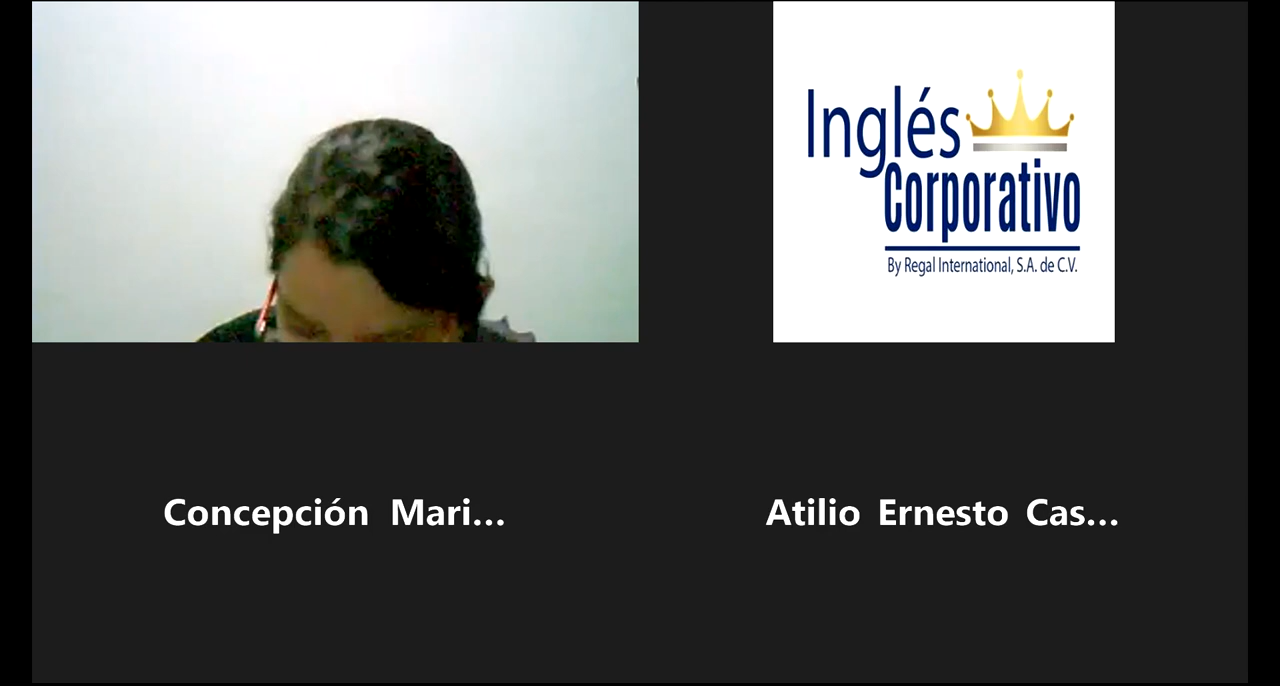 Inglés
Corporativo
By Regal International, S.A. de C.V.
Concepción Mari...
Atilio Ernesto Cas...